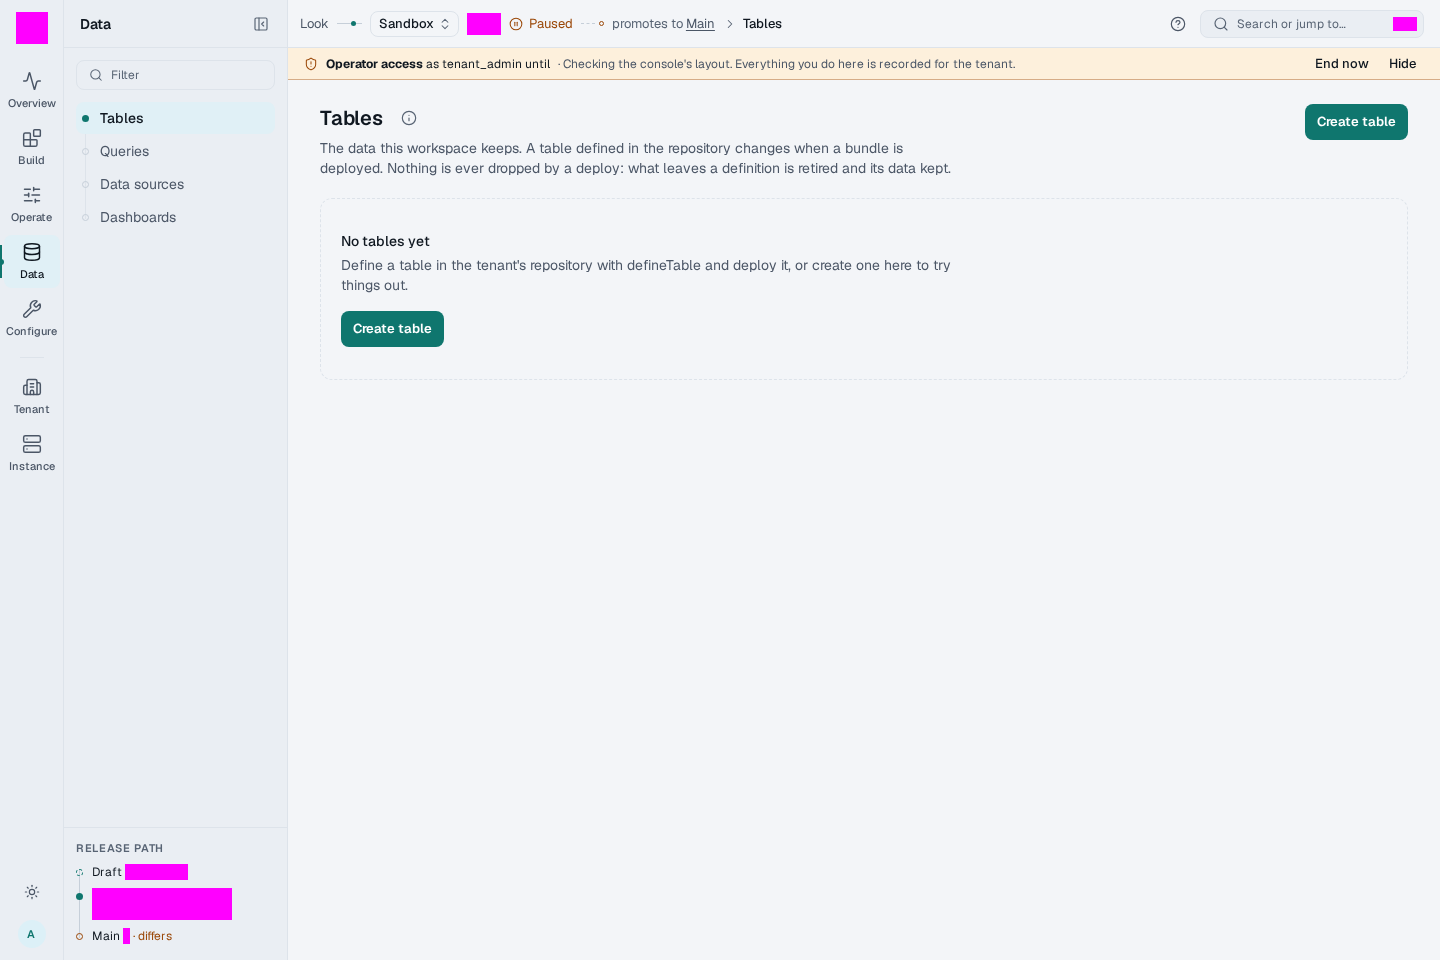 Data
Look
Sandbox
Paused
promotes to Main
Tables
Search or jump to...
Operator access as tenant_admin until · Checking the console's layout. Everything you do here is recorded for the tenant.
End now
Hide
Overview
Build
Operate
Data
Configure
Tenant
Instance
A
Filter
Tables
Queries
Data sources
Dashboards
RELEASE PATH
Draft
Main · differs
Tables
Create table
The data this workspace keeps. A table defined in the repository changes when a bundle is
deployed. Nothing is ever dropped by a deploy: what leaves a definition is retired and its data kept.
No tables yet
Define a table in the tenant's repository with defineTable and deploy it, or create one here to try
things out.
Create table